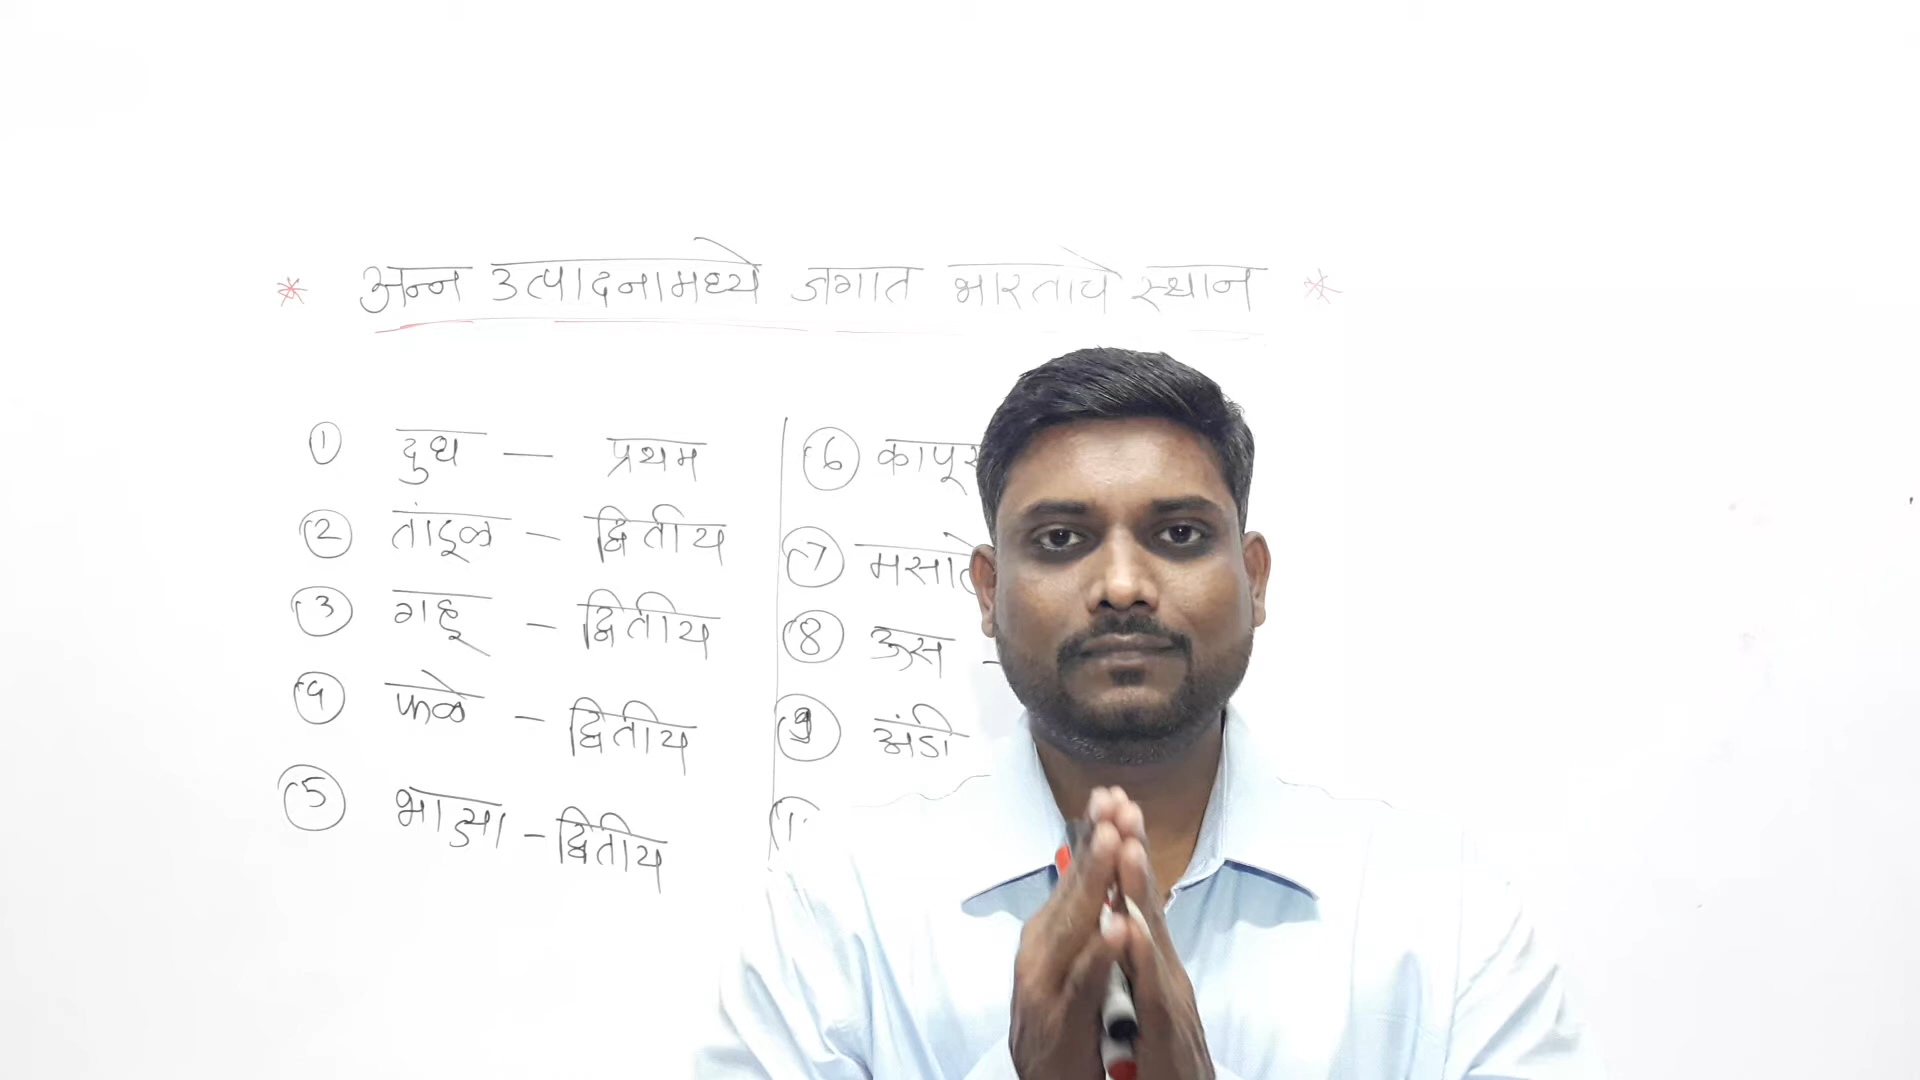 * अन्न उत्पादनामध्ये जगात भारताचे स्थान *
① दुध — प्रथम
② तांदूळ — द्वितीय
③ गहू — द्वितीय
④ फळे — द्वितीय
⑤ भाज्या — द्वितीय
⑥ कापूस
⑦
⑧ ऊस -
⑨ अंडी